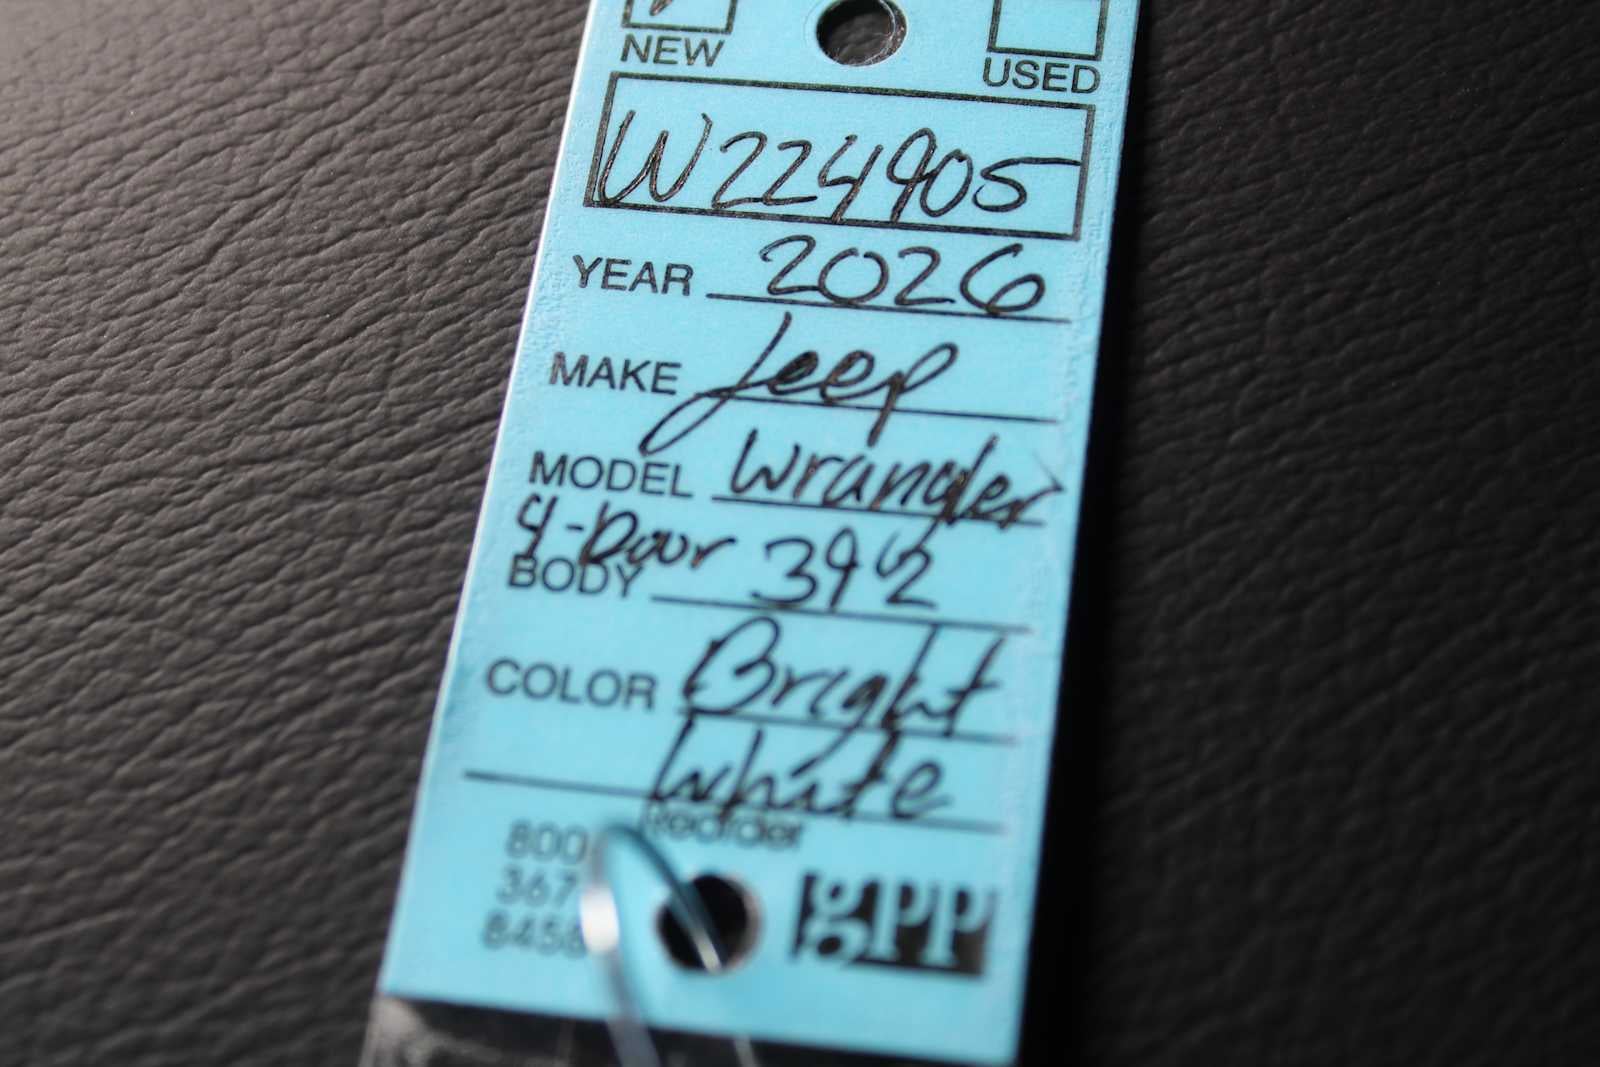 NEW USED
W224905
YEAR 2026
MAKE Jeep
MODEL Wrangler
4-Door
BODY 392
COLOR Bright
White
Reorder
800
367
8458
gpp